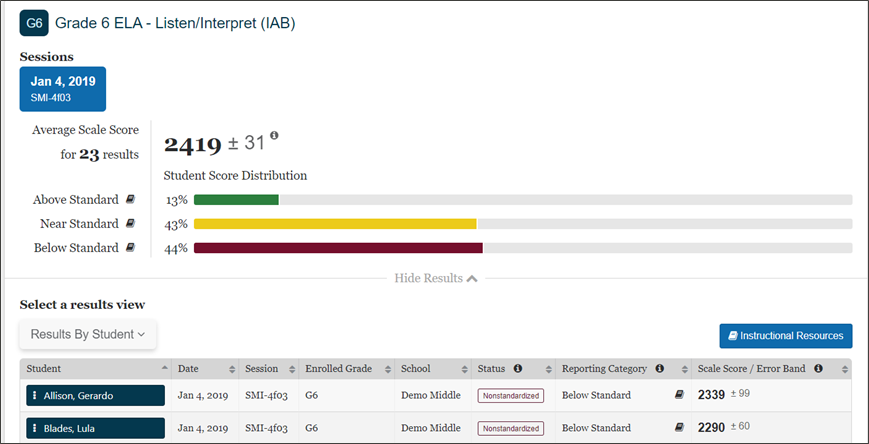 G6 Grade 6 ELA - Listen/Interpret (IAB)
Sessions
Jan 4, 2019
SMI-4f03
Average Scale Score
for 23 results
2419 ± 31
Student Score Distribution
Above Standard 13%
Near Standard 43%
Below Standard 44%
Hide Results
Select a results view
Results By Student
Instructional Resources
Student Date Session Enrolled Grade School Status Reporting Category Scale Score / Error Band
Allison, Gerardo Jan 4, 2019 SMI-4f03 G6 Demo Middle Nonstandardized Below Standard 2339 ± 99
Blades, Lula Jan 4, 2019 SMI-4f03 G6 Demo Middle Nonstandardized Below Standard 2290 ± 60